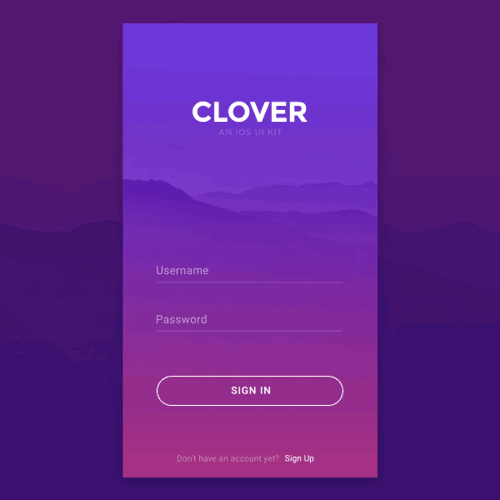 CLOVER
AN IOS UI KIT
Username
Password
SIGN IN
Don't have an account yet? Sign Up